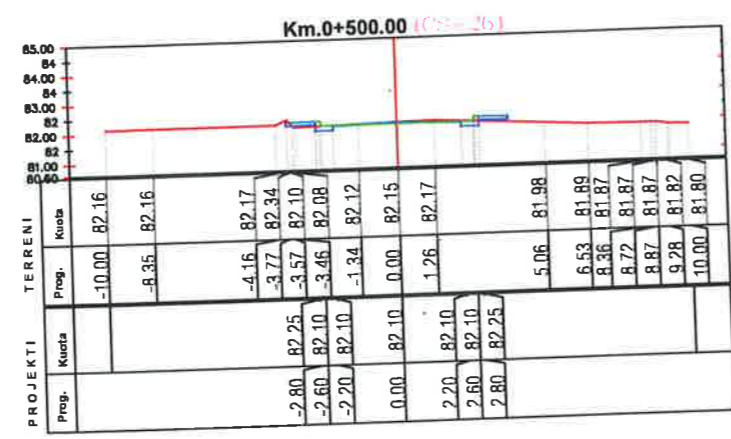 Km.0+500.00 (CS - 26)
85.00
84
84.00
84
83.00
82
82.00
82
81.00
TERRENI
Kuota 82.16 82.16 82.17 82.34 82.10 82.08 82.12 82.15 82.17 81.98 81.89 81.87 81.87 81.87 81.82 81.80
Prog. -10.00 -8.35 -4.16 -3.77 -3.57 -3.46 -1.34 0.00 1.26 5.06 6.53 8.36 8.72 8.87 9.28 10.00
PROJEKTI
Kuota 82.25 82.10 82.10 82.10 82.10 82.10 82.25
Prog. -2.80 -2.60 -2.20 0.00 2.20 2.60 2.80